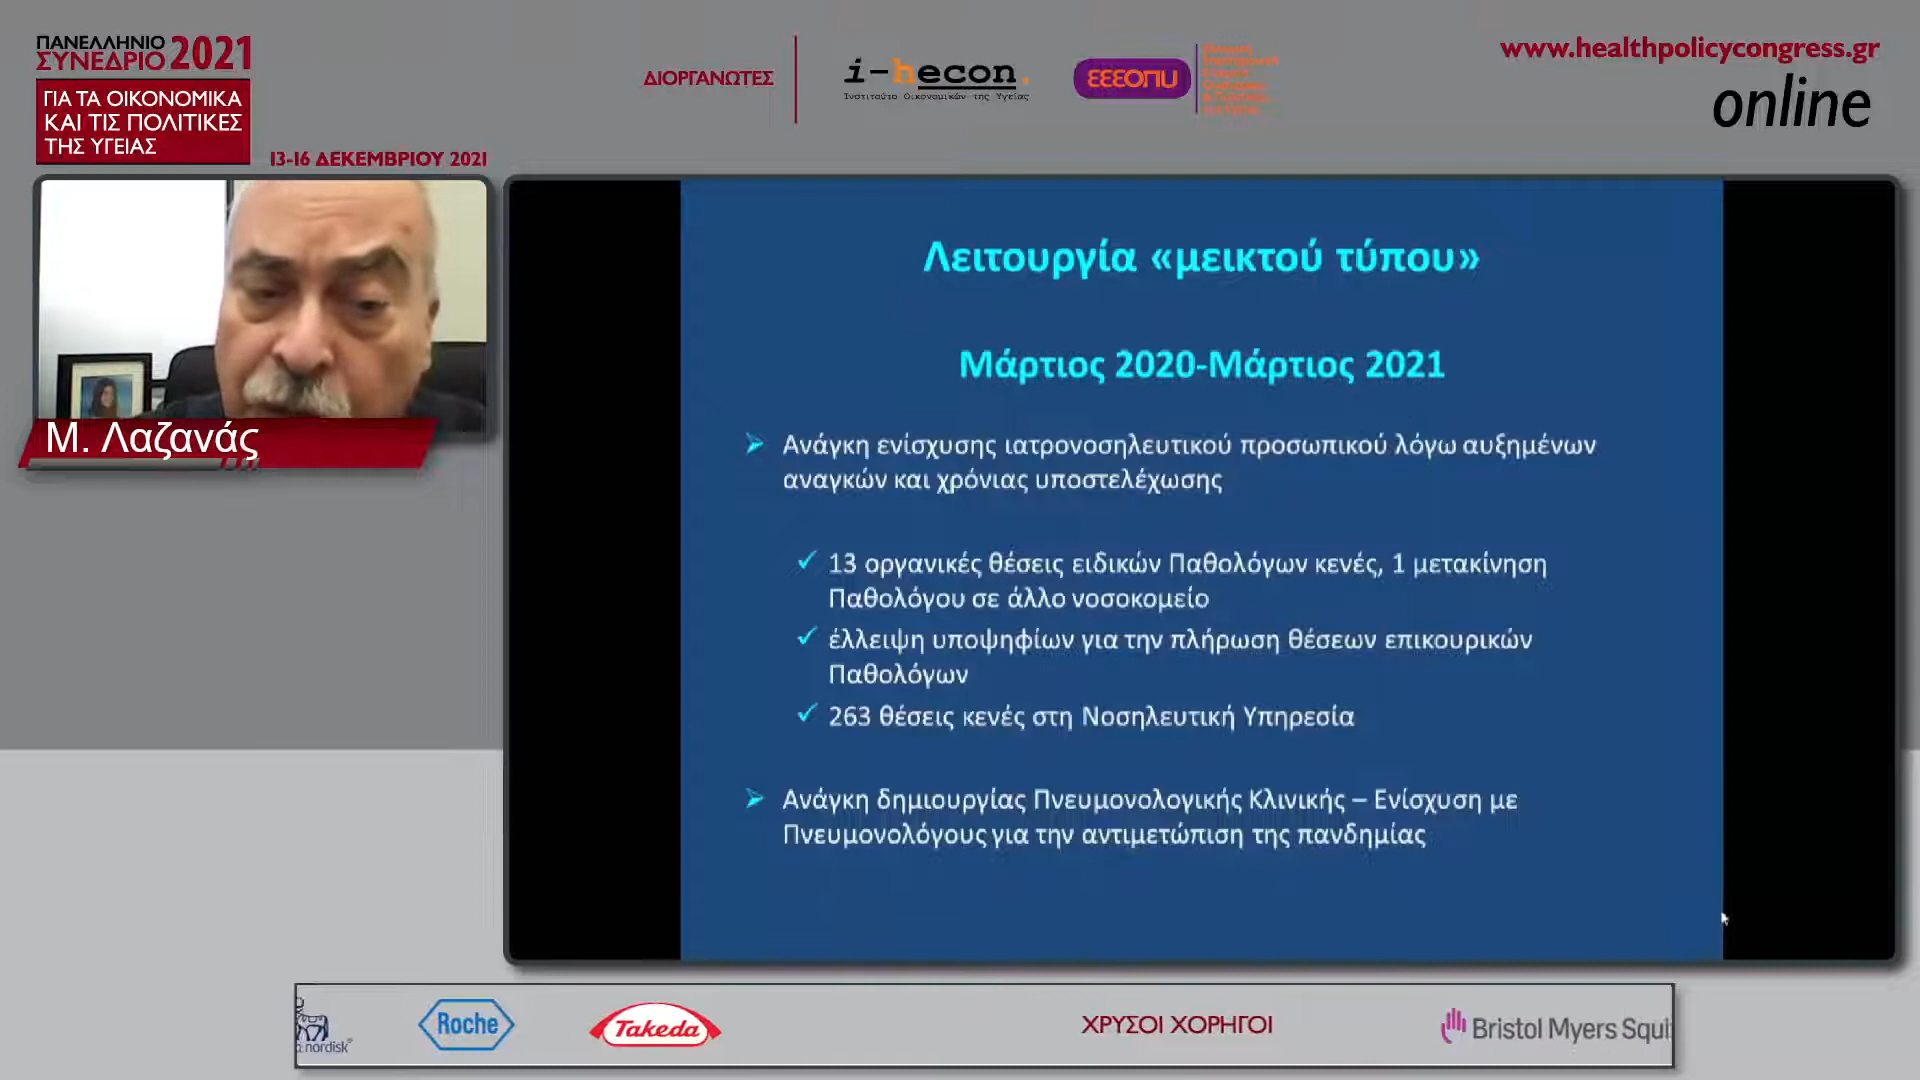 ΠΑΝΕΛΛΗΝΙΟ
ΣΥΝΕΔΡΙΟ 2021
ΓΙΑ ΤΑ ΟΙΚΟΝΟΜΙΚΑ
ΚΑΙ ΤΙΣ ΠΟΛΙΤΙΚΕΣ
ΤΗΣ ΥΓΕΙΑΣ
13-16 ΔΕΚΕΜΒΡΙΟΥ 2021
ΔΙΟΡΓΑΝΩΤΕΣ
i-hecon.
Ινστιτούτο Οικονομικών της Υγείας
ΕΕΕΟΠΥ
www.healthpolicycongress.gr
online
Μ. Λαζανάς
Λειτουργία «μεικτού τύπου»
Μάρτιος 2020-Μάρτιος 2021
Ανάγκη ενίσχυσης ιατρονοσηλευτικού προσωπικού λόγω αυξημένων
αναγκών και χρόνιας υποστελέχωσης
13 οργανικές θέσεις ειδικών Παθολόγων κενές, 1 μετακίνηση
Παθολόγου σε άλλο νοσοκομείο
έλλειψη υποψηφίων για την πλήρωση θέσεων επικουρικών
Παθολόγων
263 θέσεις κενές στη Νοσηλευτική Υπηρεσία
Ανάγκη δημιουργίας Πνευμονολογικής Κλινικής – Ενίσχυση με
Πνευμονολόγους για την αντιμετώπιση της πανδημίας
nordisk
Roche
Takeda
ΧΡΥΣΟΙ ΧΟΡΗΓΟΙ
Bristol Myers Squi